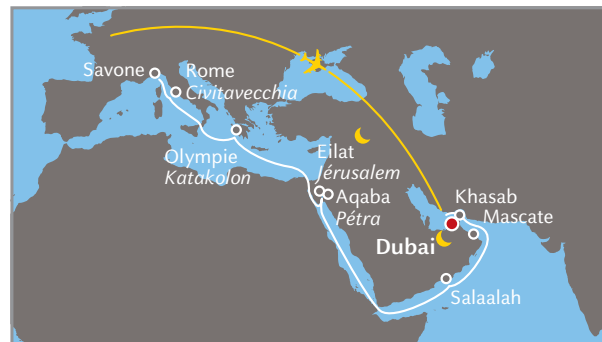 Savone
Rome
Civitavecchia
Olympie
Katakolon
Eilat
Jérusalem
Aqaba
Pétra
Khasab
Mascate
Dubai
Salaalah